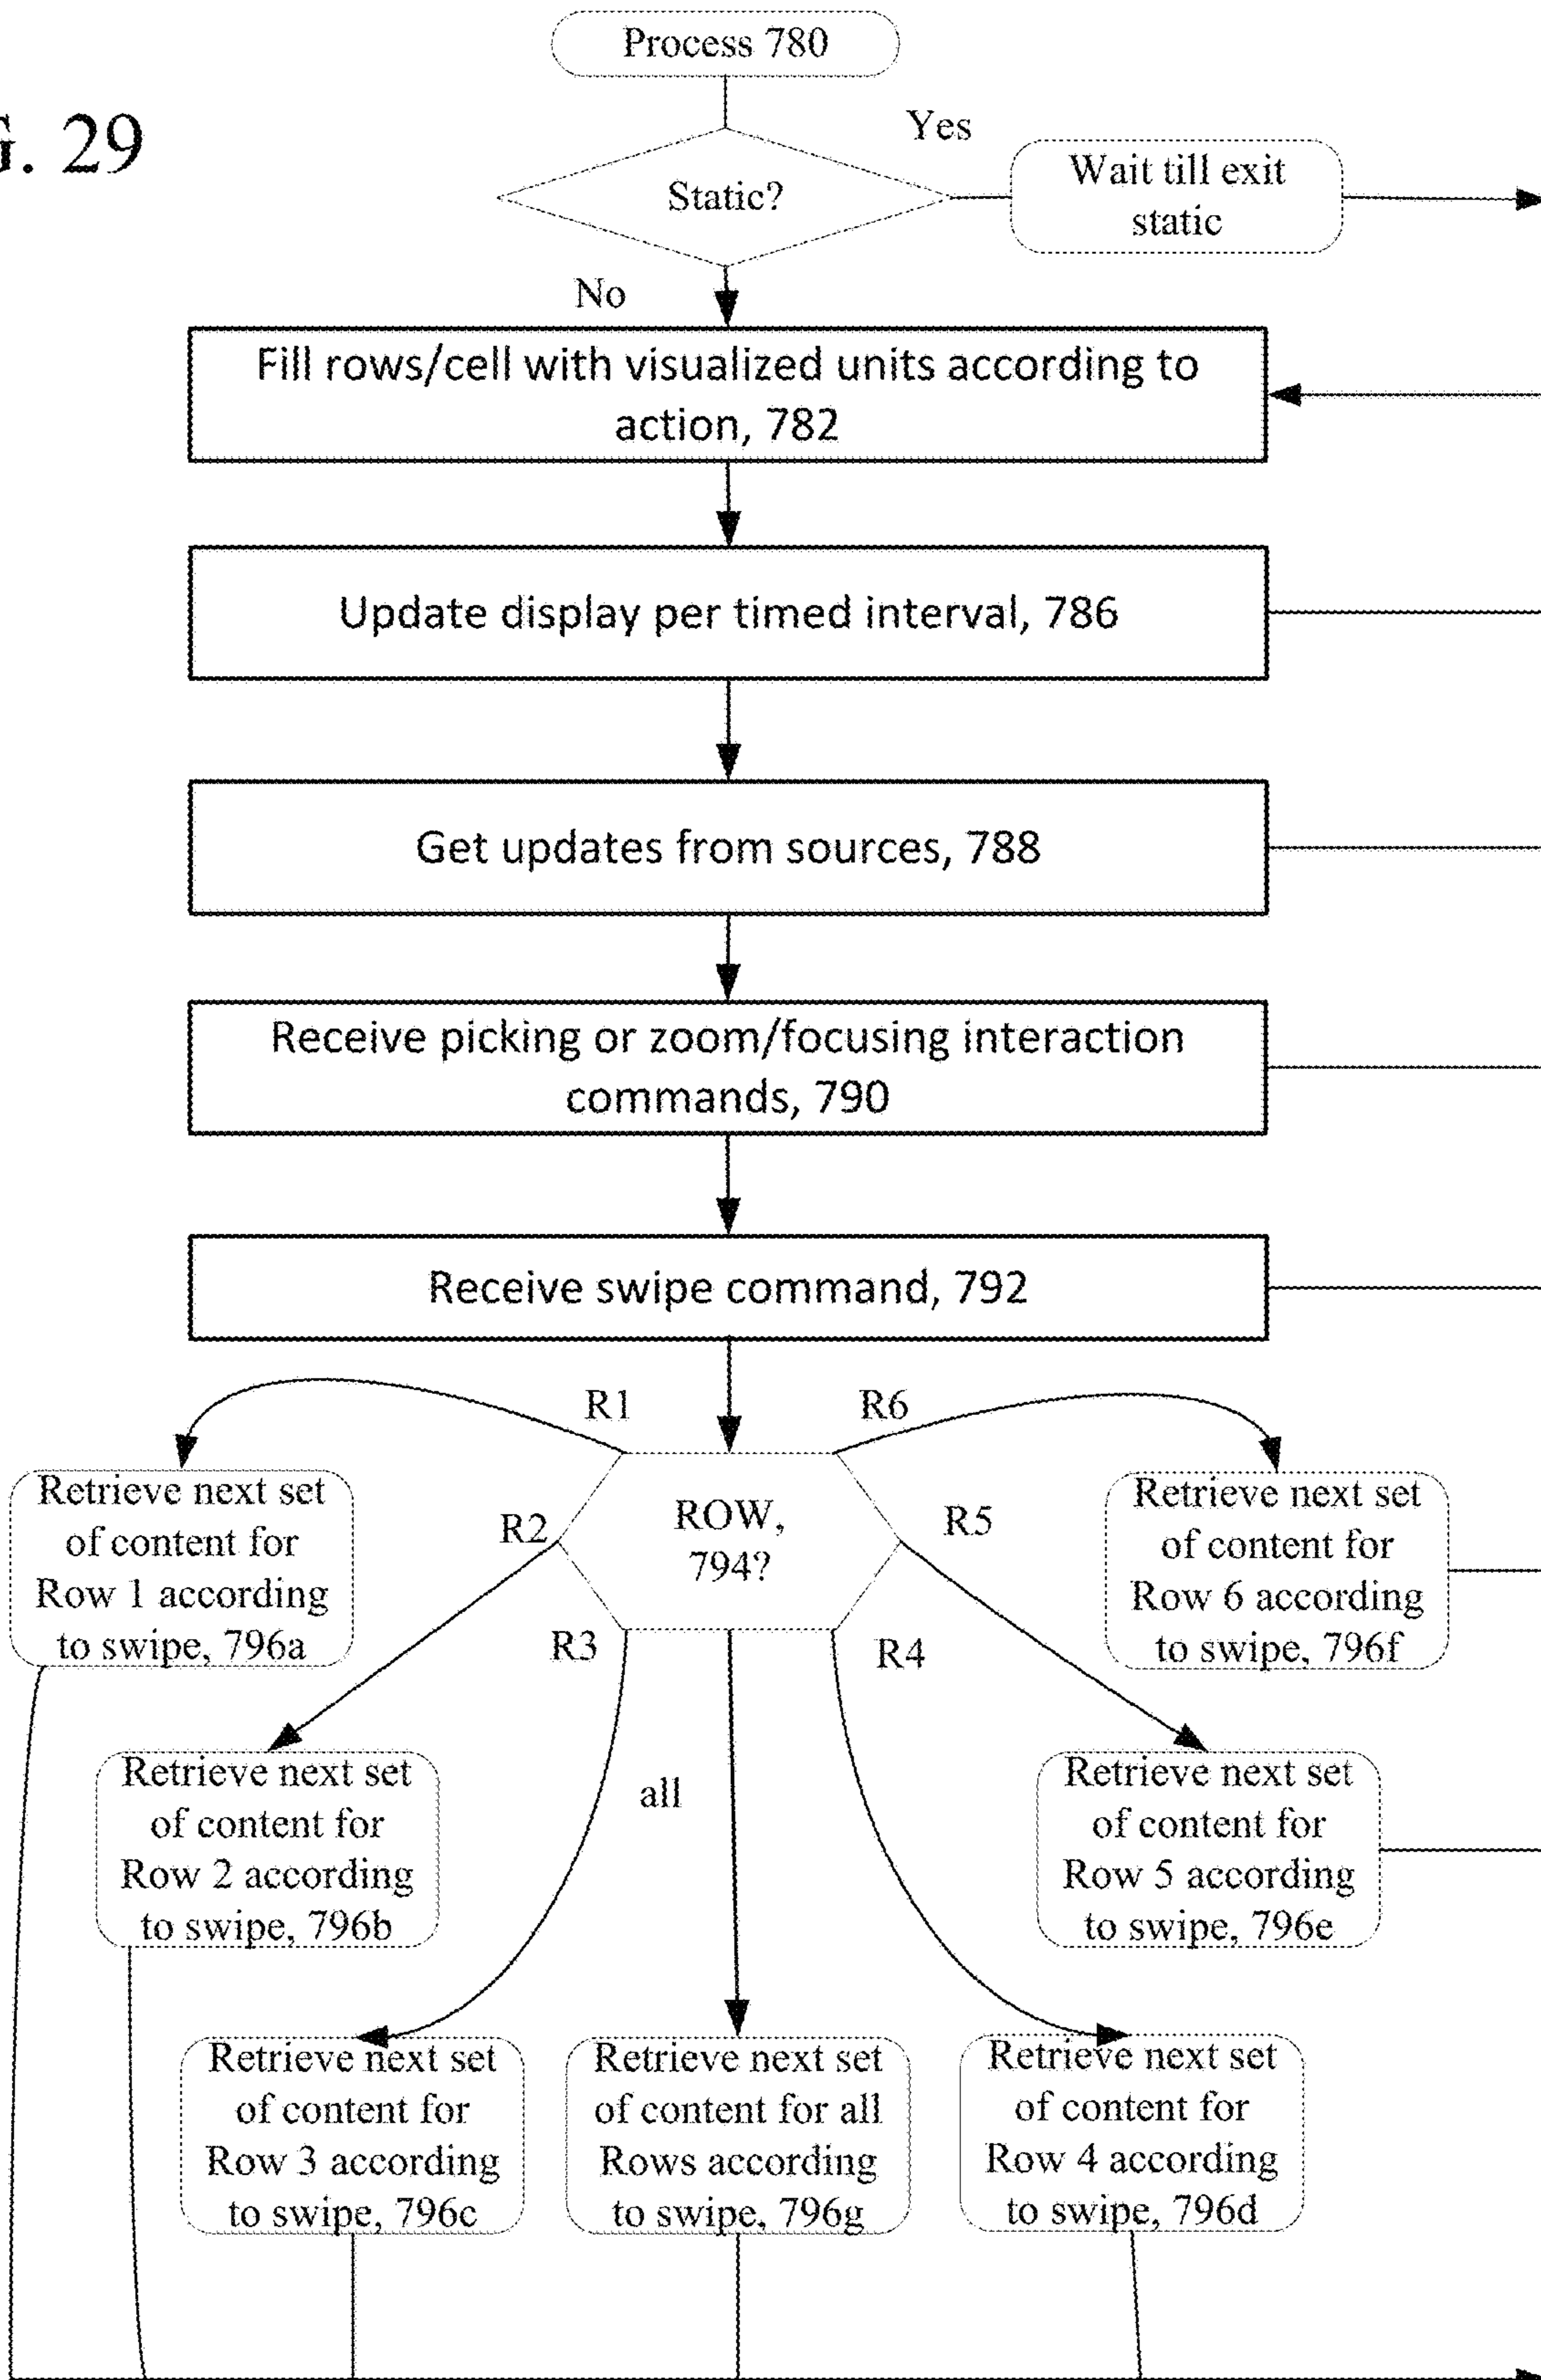 Process 780
G. 29
Yes
Static?
Wait till exit
static
No
Fill rows/cell with visualized units according to
action, 782
Update display per timed interval, 786
Get updates from sources, 788
Receive picking or zoom/focusing interaction
commands, 790
Receive swipe command, 792
R1
R6
Retrieve next set
of content for
Row 1 according
to swipe, 796a
R2
ROW,
794?
R5
Retrieve next set
of content for
Row 6 according
to swipe, 796f
R3
R4
all
Retrieve next set
of content for
Row 2 according
to swipe, 796b
Retrieve next set
of content for
Row 5 according
to swipe, 796e
Retrieve next set
of content for
Row 3 according
to swipe, 796c
Retrieve next set
of content for all
Rows according
to swipe, 796g
Retrieve next set
of content for
Row 4 according
to swipe, 796d